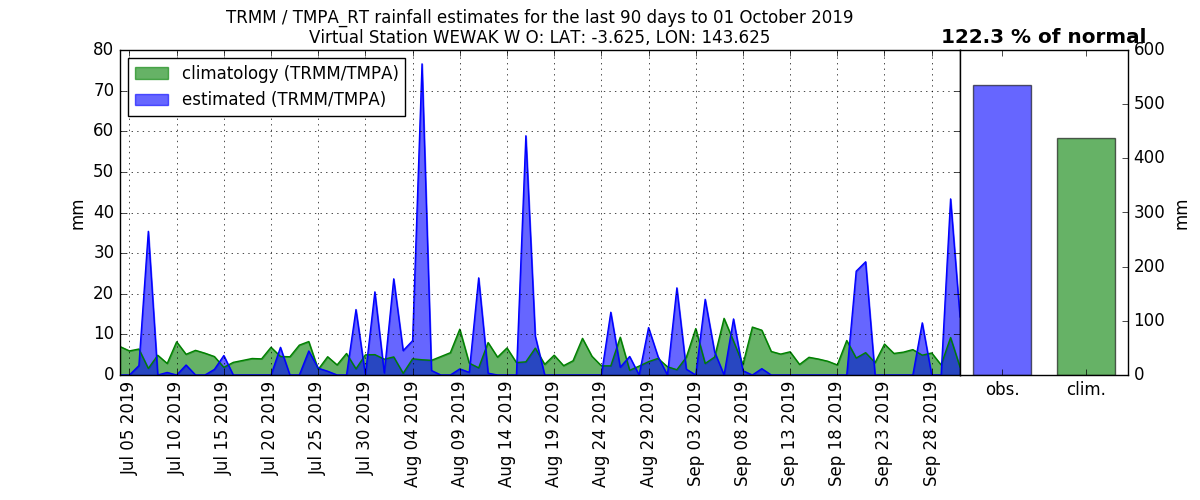 TRMM / TMPA_RT rainfall estimates for the last 90 days to 01 October 2019
Virtual Station WEWAK W O: LAT: -3.625, LON: 143.625
122.3 % of normal
climatology (TRMM/TMPA)
estimated (TRMM/TMPA)
80
70
60
50
40
30
20
10
0
mm
Jul 05 2019
Jul 10 2019
Jul 15 2019
Jul 20 2019
Jul 25 2019
Jul 30 2019
Aug 04 2019
Aug 09 2019
Aug 14 2019
Aug 19 2019
Aug 24 2019
Aug 29 2019
Sep 03 2019
Sep 08 2019
Sep 13 2019
Sep 18 2019
Sep 23 2019
Sep 28 2019
600
500
400
300
200
100
0
mm
obs.
clim.